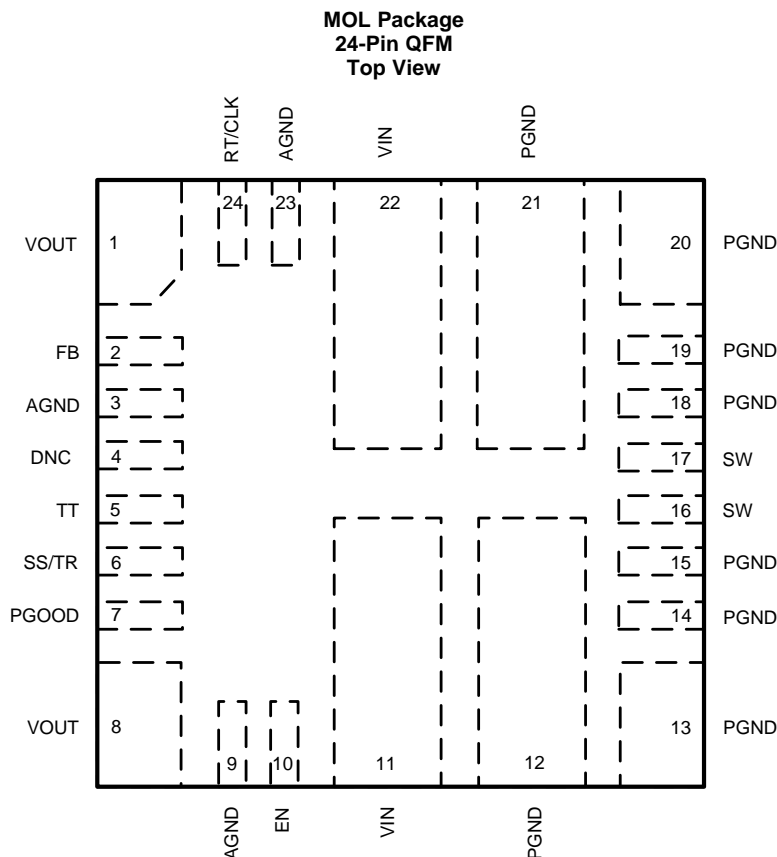 MOL Package
24-Pin QFM
Top View
RT/CLK
AGND
VIN
PGND
24
23
22
21
VOUT 1
20 PGND
FB 2
19 PGND
AGND 3
18 PGND
DNC 4
17 SW
TT 5
16 SW
SS/TR 6
15 PGND
PGOOD 7
14 PGND
VOUT 8
13 PGND
9
10
11
12
AGND
EN
VIN
PGND